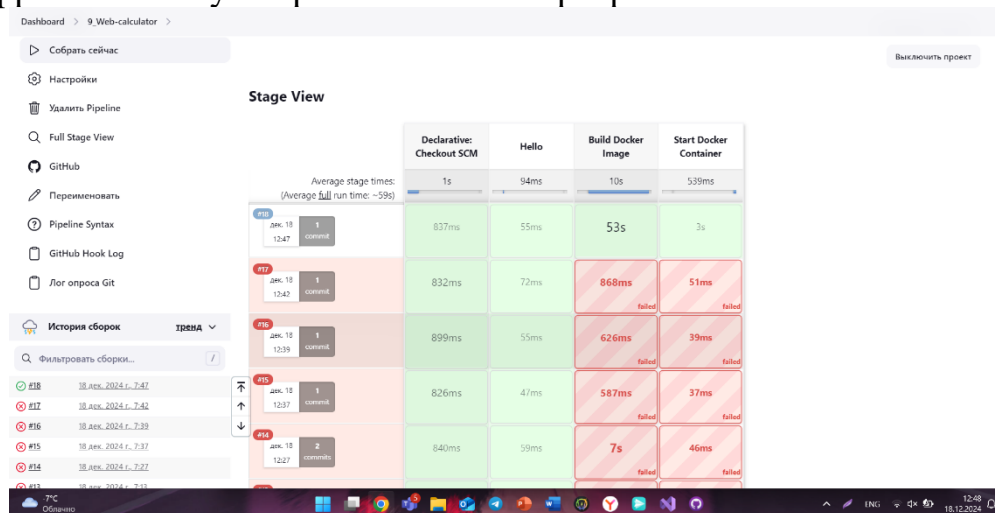 Dashboard > 9_Web-calculator >
Собрать сейчас
Настройки
Удалить Pipeline
Full Stage View
GitHub
Переименовать
Pipeline Syntax
GitHub Hook Log
Лог опроса Git
История сборок тренд
Фильтровать сборки... /
#18 18 дек. 2024 г., 7:47
#17 18 дек. 2024 г., 7:42
#16 18 дек. 2024 г., 7:39
#15 18 дек. 2024 г., 7:37
#14 18 дек. 2024 г., 7:27
#13 18 дек. 2024 г., 7:13
Выключить проект
Stage View
Declarative: Checkout SCM Hello Build Docker Image Start Docker Container
Average stage times: 1s 94ms 10s 539ms
(Average full run time: ~59s)
#18
дек. 18 1 837ms 55ms 53s 3s
12:47 commit
#17
дек. 18 1 832ms 72ms 868ms 51ms
12:42 commit failed failed
#16
дек. 18 1 899ms 55ms 626ms 39ms
12:39 commit failed failed
#15
дек. 18 1 826ms 47ms 587ms 37ms
12:37 commit failed failed
#14
дек. 18 2 840ms 59ms 7s 46ms
12:27 commits failed failed
-7°C
Облачно
ENG
12:48
18.12.2024